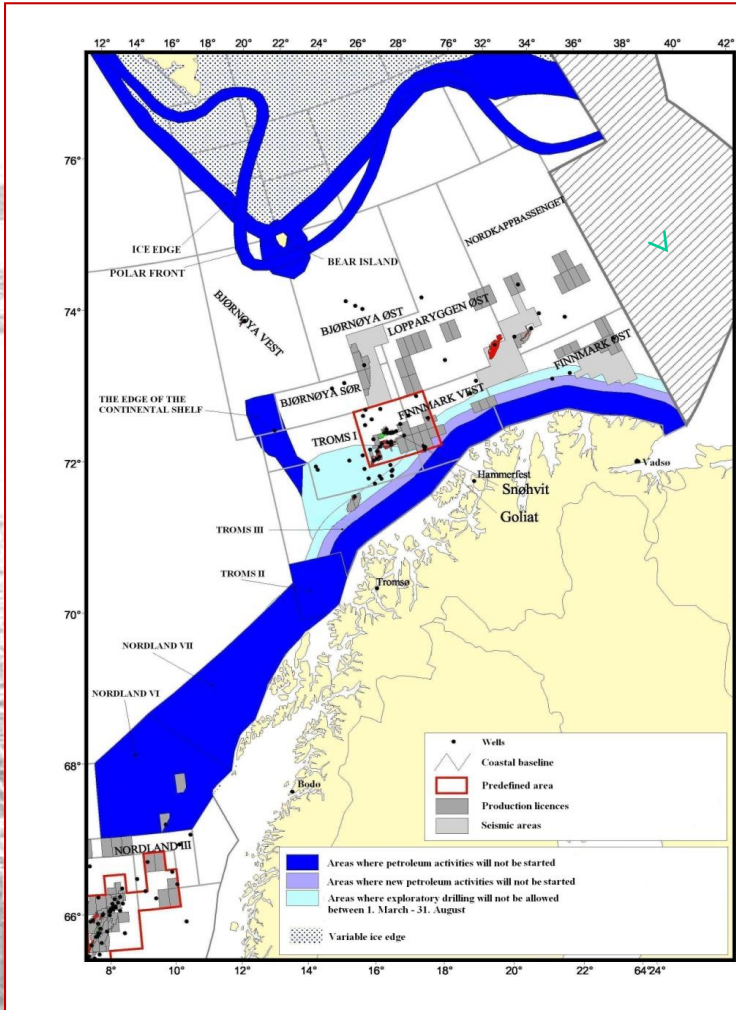 12° 14° 16° 18° 20° 22° 24° 26° 28° 32° 34° 36° 38° 40° 42°
76°
ICE EDGE
POLAR FRONT
BEAR ISLAND
NORDKAPPBASSENGET
74°
BJØRNØYA VEST
BJØRNØYA ØST
LOPPARYGGEN ØST
FINNMARK ØST
THE EDGE OF THE
CONTINENTAL SHELF
BJØRNØYA SØR
FINNMARK VEST
TROMS I
72°
Hammerfest
Vadsø
Snøhvit
Goliat
TROMS III
TROMS II
Tromsø
70°
NORDLAND VII
NORDLAND VI
68°
Bodø
NORDLAND III
66°
Wells
Coastal baseline
Predefined area
Production licences
Seismic areas
Areas where petroleum activities will not be started
Areas where new petroleum activities will not be started
Areas where exploratory drilling will not be allowed
between 1. March - 31. August
Variable ice edge
8° 10° 12° 14° 16° 18° 20° 22° 64°24°